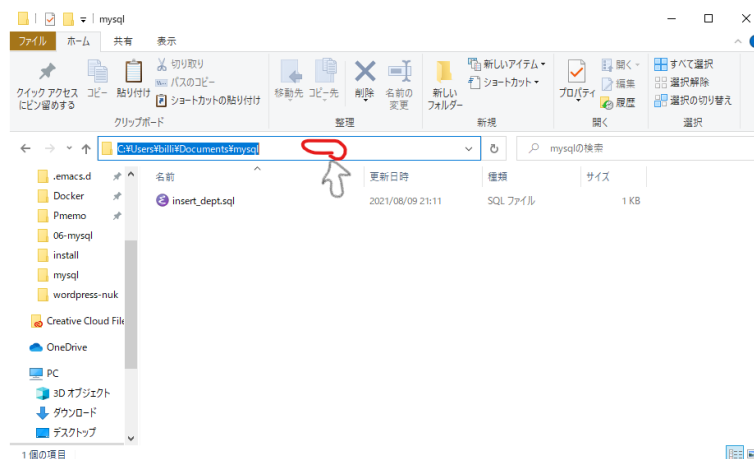 mysql
ファイル ホーム 共有 表示
クイック アクセスにピン留めする
コピー
貼り付け
切り取り
パスのコピー
ショートカットの貼り付け
移動先 コピー先 削除 名前の変更
新しいフォルダー
新しいアイテム
ショートカット
プロパティ
開く
編集
履歴
すべて選択
選択解除
選択の切り替え
クリップボード 整理 新規 開く 選択
C:¥Users¥billi¥Documents¥mysql
mysqlの検索
名前 更新日時 種類 サイズ
insert_dept.sql 2021/08/09 21:11 SQL ファイル 1 KB
.emacs.d
Docker
Pmemo
06-mysql
install
mysql
wordpress-nuk
Creative Cloud File
OneDrive
PC
3D オブジェクト
ダウンロード
デスクトップ
1 個の項目